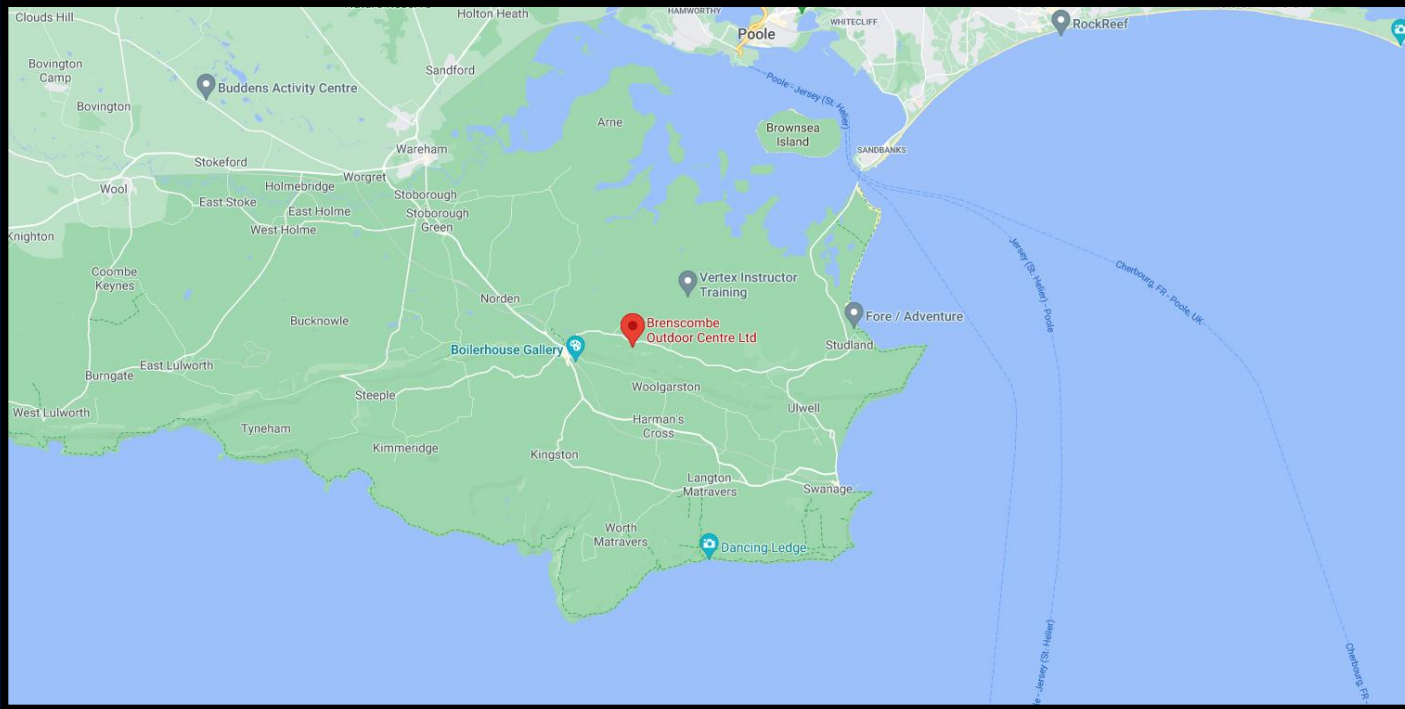 Holton Heath
HAMWORTHY
WHITECLIFF
Clouds Hill
Poole
RockReef
Bovington
Camp
Sandford
Buddens Activity Centre
Poole - Jersey (St. Helier)
Bovington
Arne
Brownsea
Island
Wareham
SANDBANKS
Stokeford
Worgret
Wool
Holmebridge
Stoborough
East Stoke
East Holme
Stoborough
Green
West Holme
Knighton
Jersey (St. Helier) - Poole
Cherbourg, FR - Poole, UK
Coombe
Keynes
Vertex Instructor
Training
Norden
Bucknowle
Brenscombe
Outdoor Centre Ltd
Fore / Adventure
Boilerhouse Gallery
Studland
East Lulworth
Burngate
Woolgarston
Steeple
West Lulworth
Ulwell
Harman's
Cross
Tyneham
Kimmeridge
Kingston
Langton
Matravers
Swanage
Worth
Matravers
Dancing Ledge
- Jersey (St. Helier)
Cherbourg, FR -